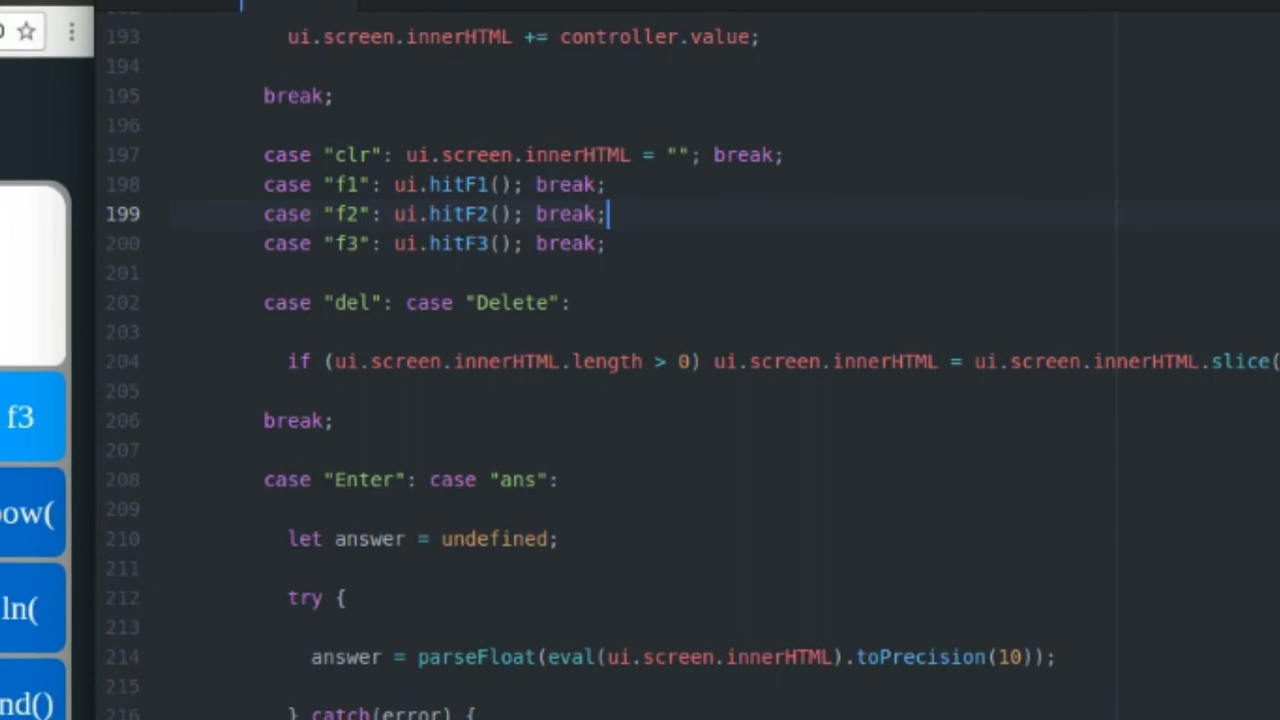 193 ui.screen.innerHTML += controller.value;
194
195 break;
196
197 case "clr": ui.screen.innerHTML = ""; break;
198 case "f1": ui.hitF1(); break;
199 case "f2": ui.hitF2(); break;
200 case "f3": ui.hitF3(); break;
201
202 case "del": case "Delete":
203
204 if (ui.screen.innerHTML.length > 0) ui.screen.innerHTML = ui.screen.innerHTML.slice(
205
206 break;
207
208 case "Enter": case "ans":
209
210 let answer = undefined;
211
212 try {
213
214 answer = parseFloat(eval(ui.screen.innerHTML).toPrecision(10));
215
216 } catch(error) {
f3
pow(
ln(
nd()